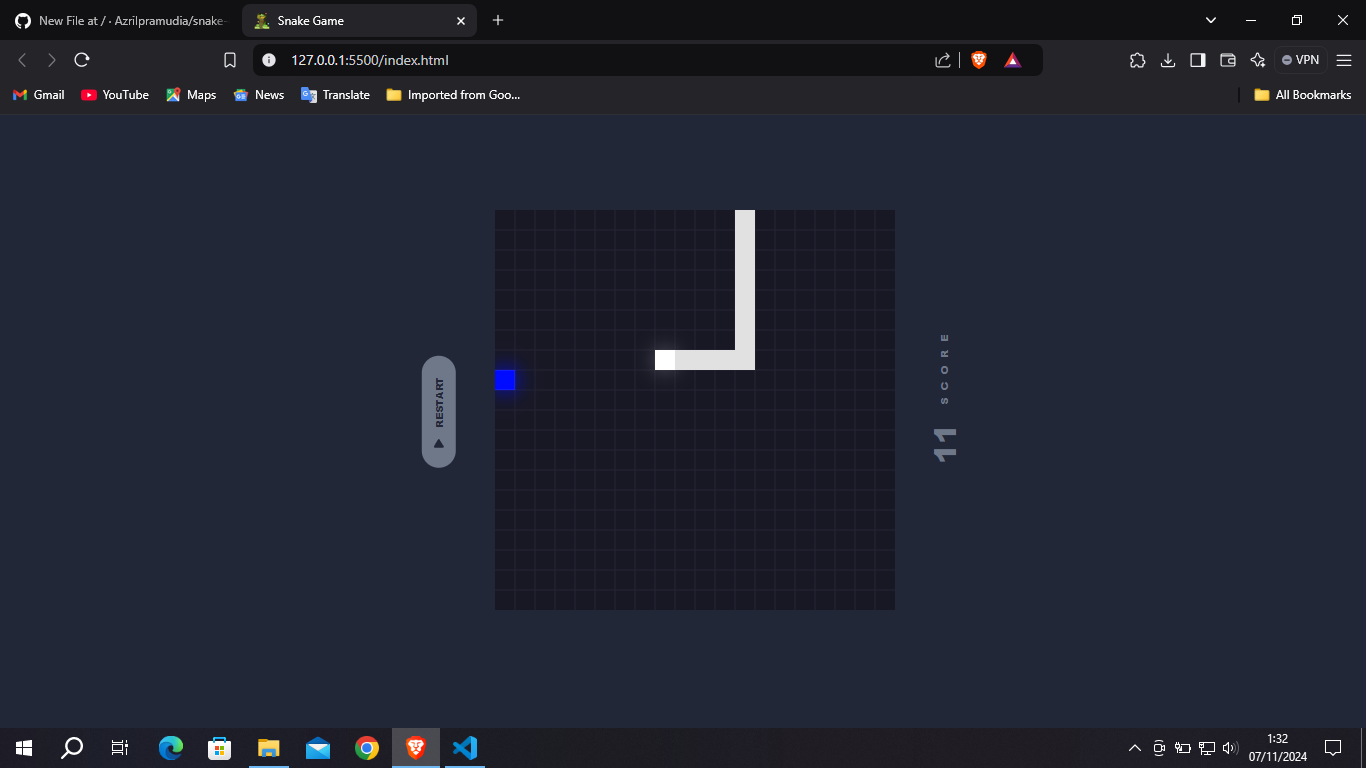 New File at / · Azrilpramudia/snake-
Snake Game
127.0.0.1:5500/index.html
VPN
Gmail
YouTube
Maps
News
Translate
Imported from Goo...
All Bookmarks
RESTART
SCORE
11
1:32
07/11/2024